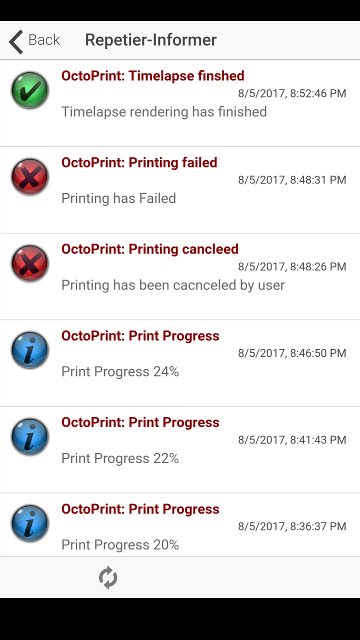 Back Repetier-Informer
OctoPrint: Timelapse finshed
8/5/2017, 8:52:46 PM
Timelapse rendering has finished
OctoPrint: Printing failed
8/5/2017, 8:48:31 PM
Printing has Failed
OctoPrint: Printing cancleed
8/5/2017, 8:48:26 PM
Printing has been cacnceled by user
OctoPrint: Print Progress
8/5/2017, 8:46:50 PM
Print Progress 24%
OctoPrint: Print Progress
8/5/2017, 8:41:43 PM
Print Progress 22%
OctoPrint: Print Progress
8/5/2017, 8:36:37 PM
Print Progress 20%